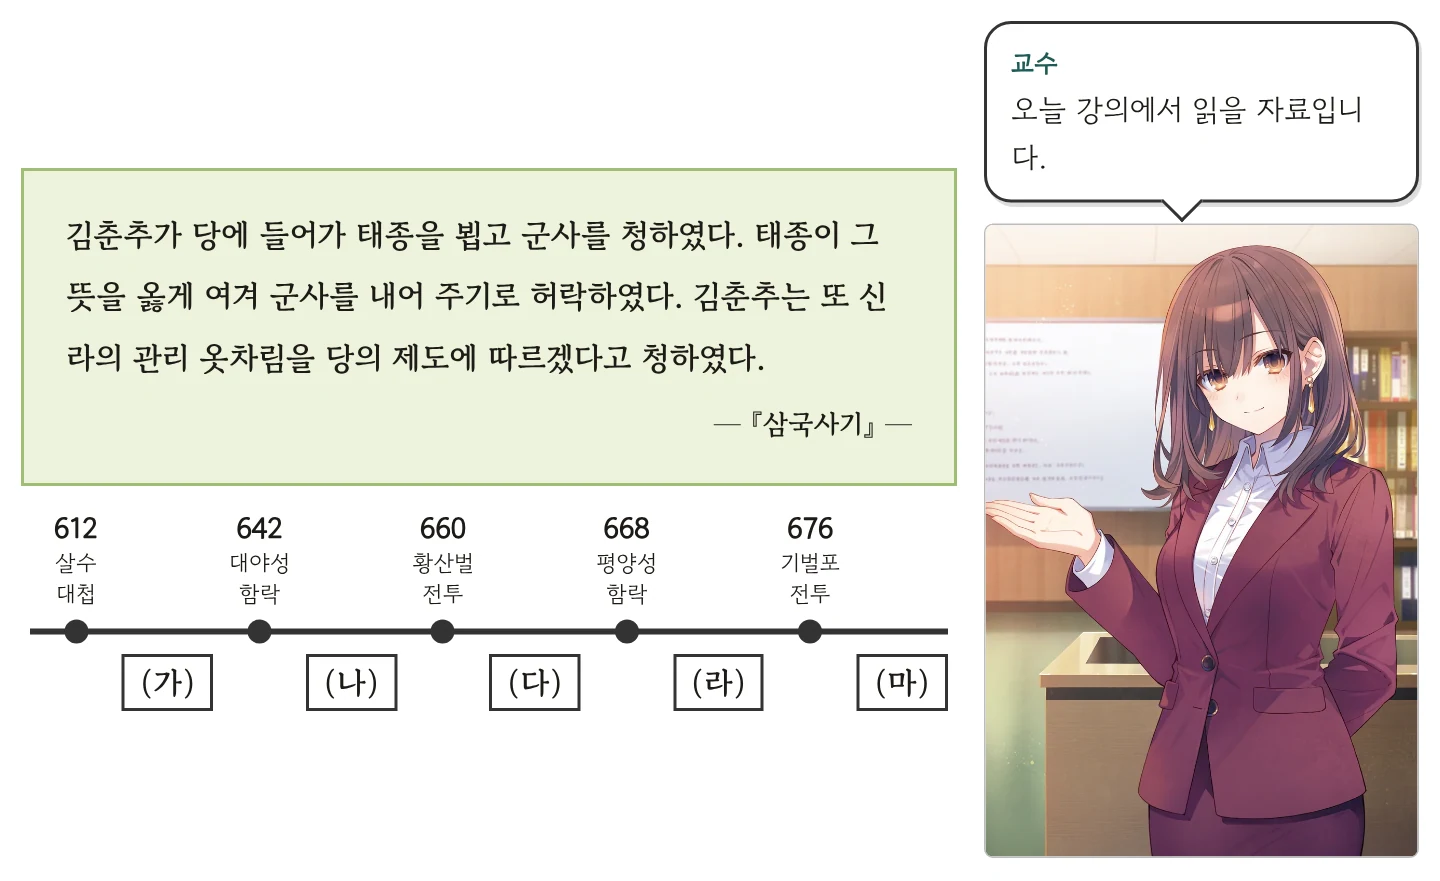 교수
오늘 강의에서 읽을 자료입니
다.
김춘추가 당에 들어가 태종을 뵙고 군사를 청하였다. 태종이 그
뜻을 옳게 여겨 군사를 내어 주기로 허락하였다. 김춘추는 또 신
라의 관리 옷차림을 당의 제도에 따르겠다고 청하였다.
― 『삼국사기』 ―
612 642 660 668 676
살수 대야성 황산벌 평양성 기벌포
대첩 함락 전투 함락 전투
(가) (나) (다) (라) (마)